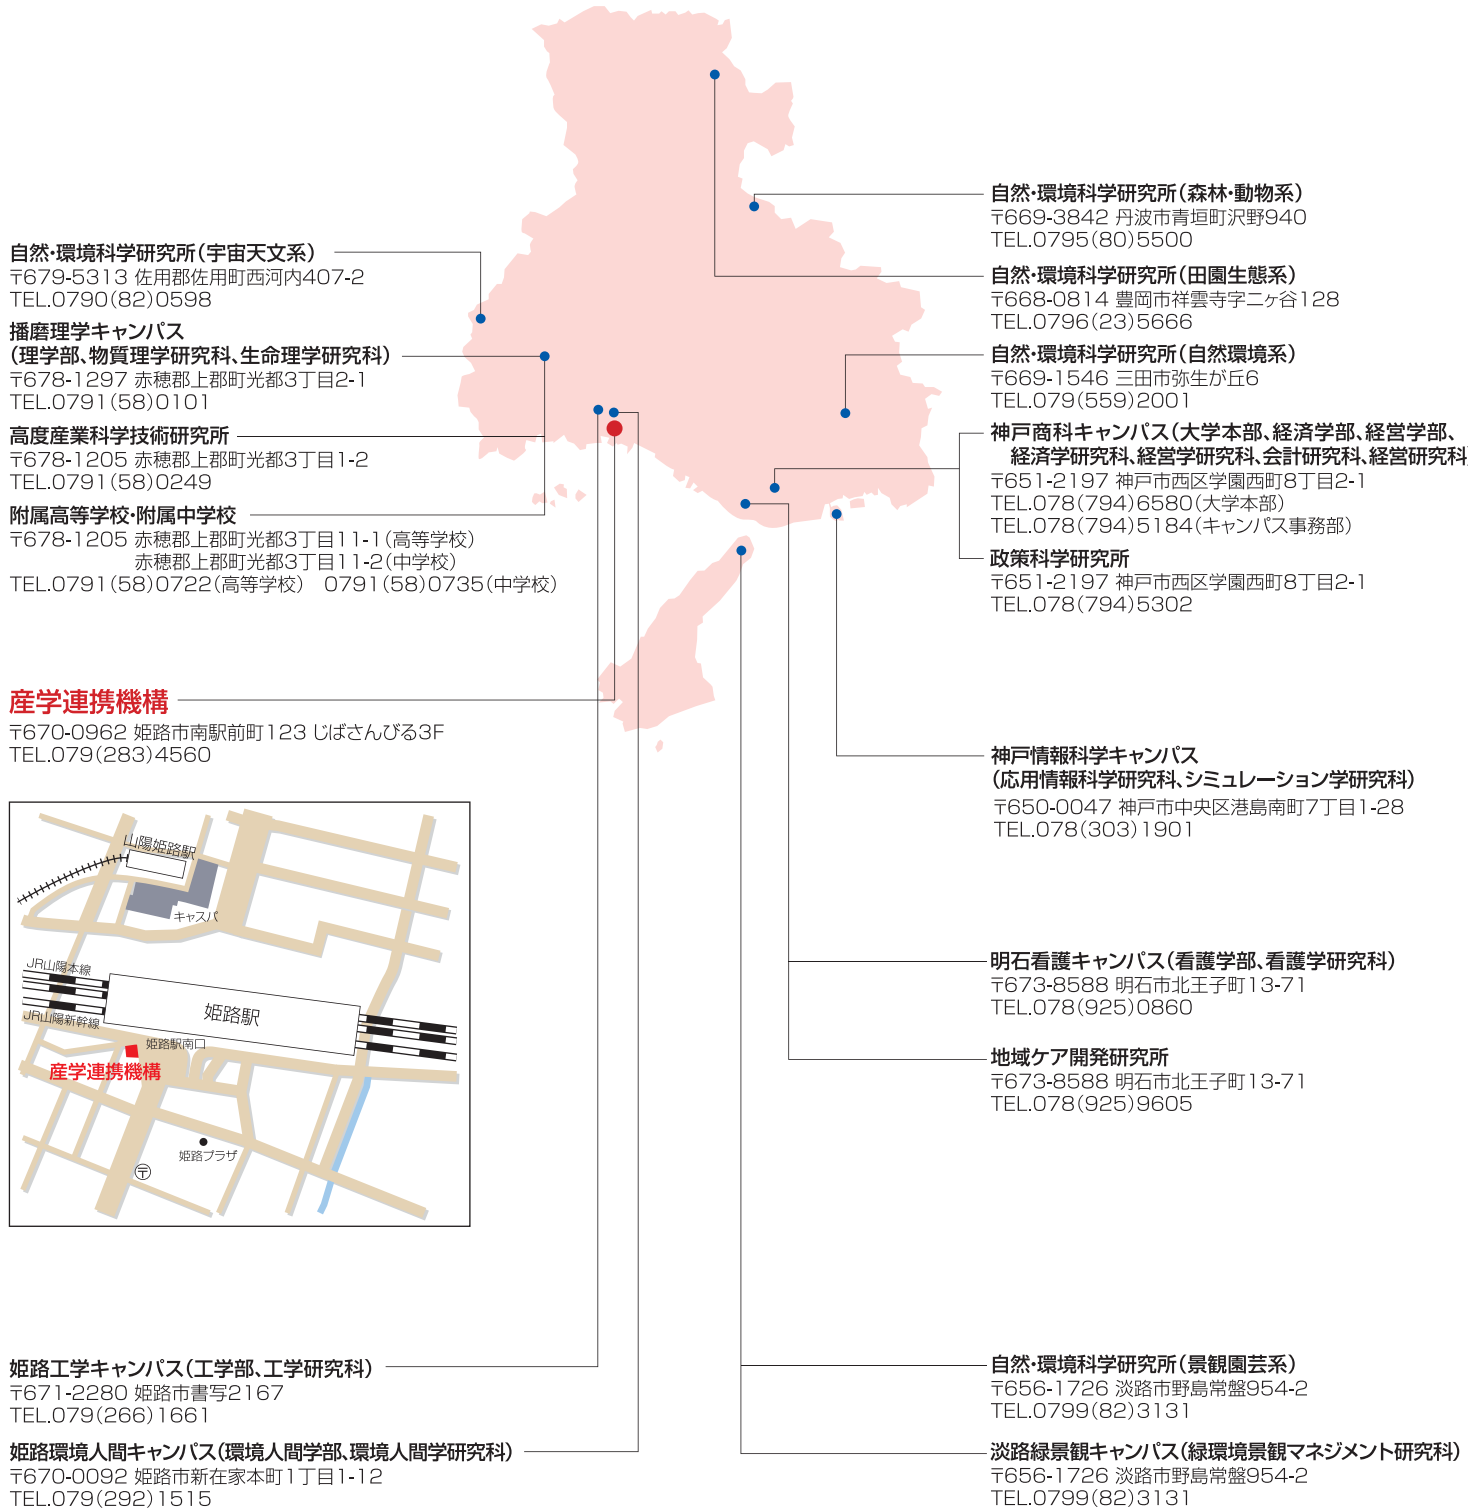 自然・環境科学研究所(宇宙天文系)
〒679-5313 佐用郡佐用町西河内407-2
TEL.0790(82)0598
播磨理学キャンパス
(理学部、物質理学研究科、生命理学研究科)
〒678-1297 赤穂郡上郡町光都3丁目2-1
TEL.0791(58)0101
高度産業科学技術研究所
〒678-1205 赤穂郡上郡町光都3丁目1-2
TEL.0791(58)0249
附属高等学校・附属中学校
〒678-1205 赤穂郡上郡町光都3丁目11-1(高等学校)
赤穂郡上郡町光都3丁目11-2(中学校)
TEL.0791(58)0722(高等学校) 0791(58)0735(中学校)
産学連携機構
〒670-0962 姫路市南駅前町123 じばさんびる3F
TEL.079(283)4560
山陽姫路駅
キャスパ
JR山陽本線
姫路駅
JR山陽新幹線
姫路駅南口
産学連携機構
姫路プラザ
〒
姫路工学キャンパス(工学部、工学研究科)
〒671-2280 姫路市書写2167
TEL.079(266)1661
姫路環境人間キャンパス(環境人間学部、環境人間学研究科)
〒670-0092 姫路市新在家本町1丁目1-12
TEL.079(292)1515
自然・環境科学研究所(森林・動物系)
〒669-3842 丹波市青垣町沢野940
TEL.0795(80)5500
自然・環境科学研究所(田園生態系)
〒668-0814 豊岡市祥雲寺字二ヶ谷128
TEL.0796(23)5666
自然・環境科学研究所(自然環境系)
〒669-1546 三田市弥生が丘6
TEL.079(559)2001
神戸商科キャンパス(大学本部、経済学部、経営学部、
経済学研究科、経営学研究科、会計研究科、経営研究科)
〒651-2197 神戸市西区学園西町8丁目2-1
TEL.078(794)6580(大学本部)
TEL.078(794)5184(キャンパス事務部)
政策科学研究所
〒651-2197 神戸市西区学園西町8丁目2-1
TEL.078(794)5302
神戸情報科学キャンパス
(応用情報科学研究科、シミュレーション学研究科)
〒650-0047 神戸市中央区港島南町7丁目1-28
TEL.078(303)1901
明石看護キャンパス(看護学部、看護学研究科)
〒673-8588 明石市北王子町13-71
TEL.078(925)0860
地域ケア開発研究所
〒673-8588 明石市北王子町13-71
TEL.078(925)9605
自然・環境科学研究所(景観園芸系)
〒656-1726 淡路市野島常盤954-2
TEL.0799(82)3131
淡路緑景観キャンパス(緑環境景観マネジメント研究科)
〒656-1726 淡路市野島常盤954-2
TEL.0799(82)3131